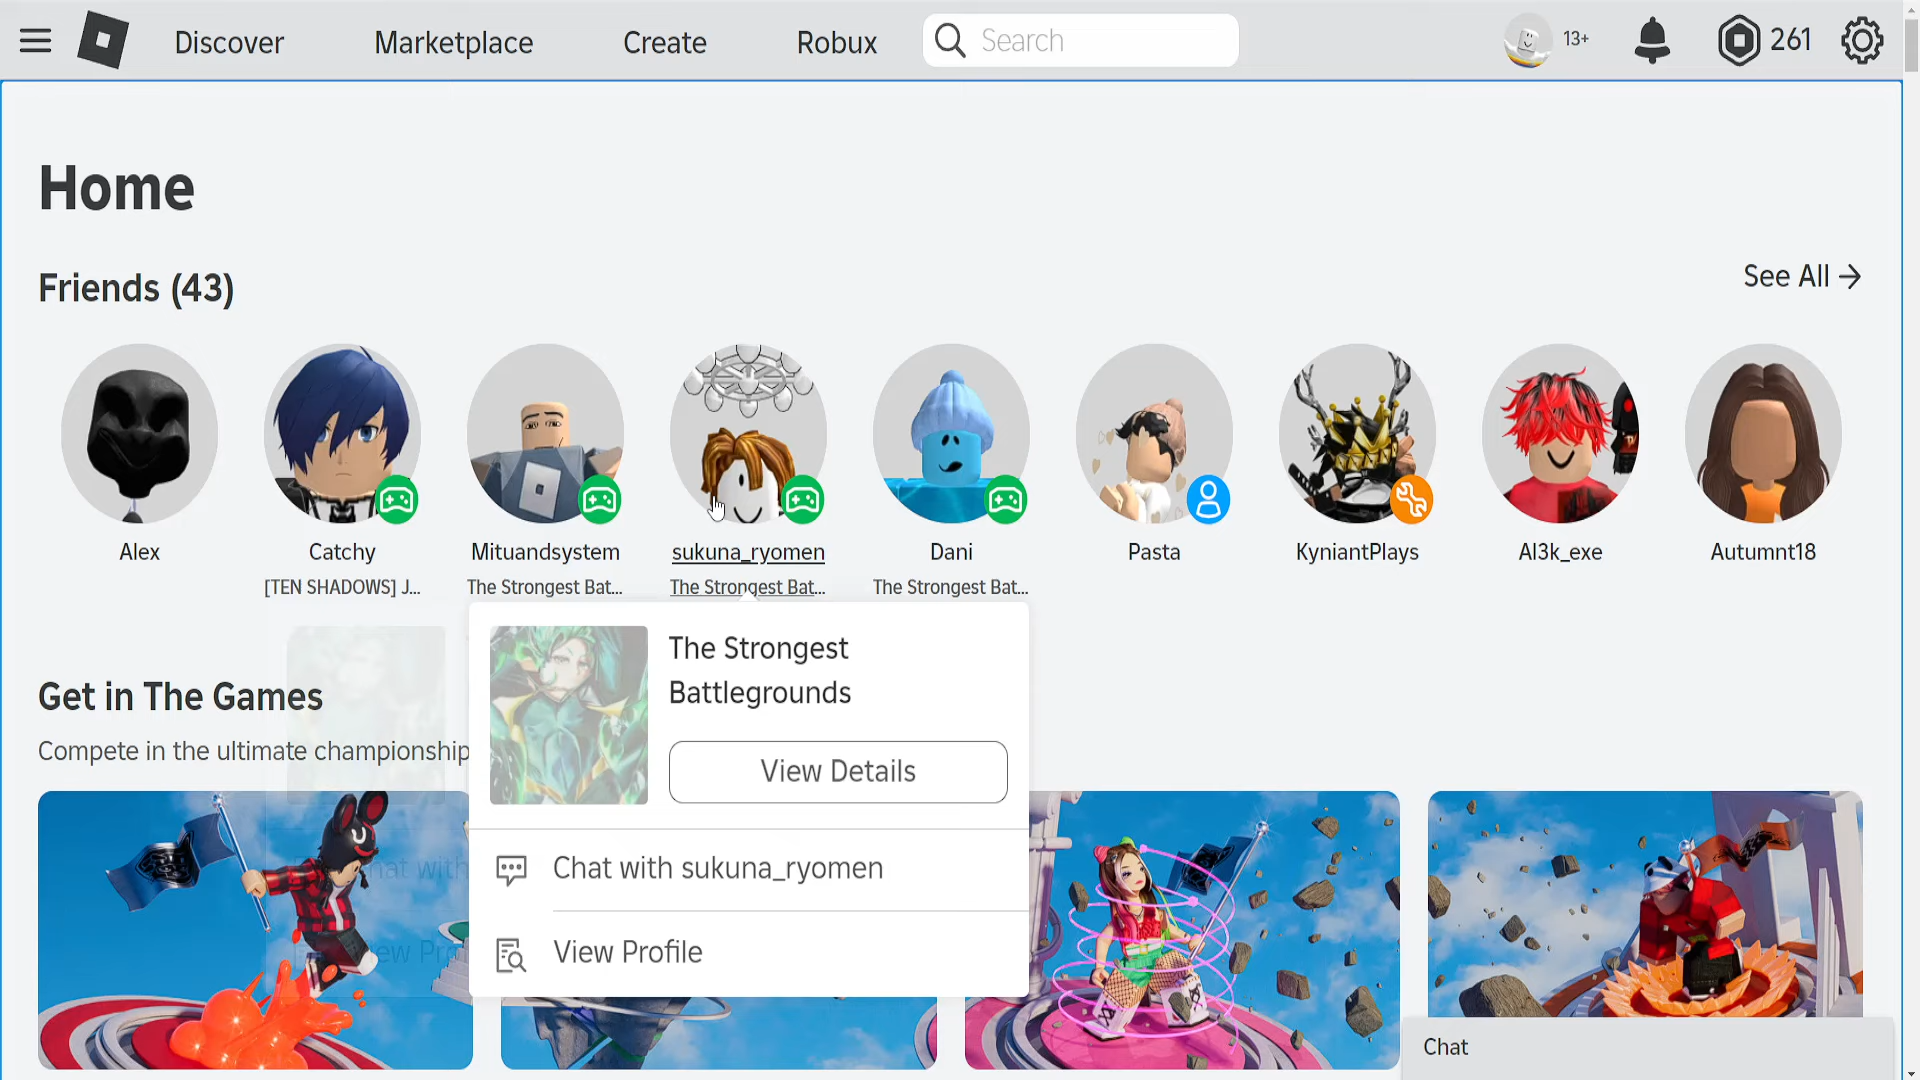 Discover
Marketplace
Create
Robux
Search
13+
261
Home
Friends (43)
See All
Alex
Catchy
Mituandsystem
sukuna_ryomen
Dani
Pasta
KyniantPlays
Al3k_exe
Autumnt18
[TEN SHADOWS] J...
The Strongest Bat...
The Strongest Bat...
The Strongest Bat...
The Strongest
Battlegrounds
View Details
Get in The Games
Compete in the ultimate championship
Chat with sukuna_ryomen
View Profile
Chat